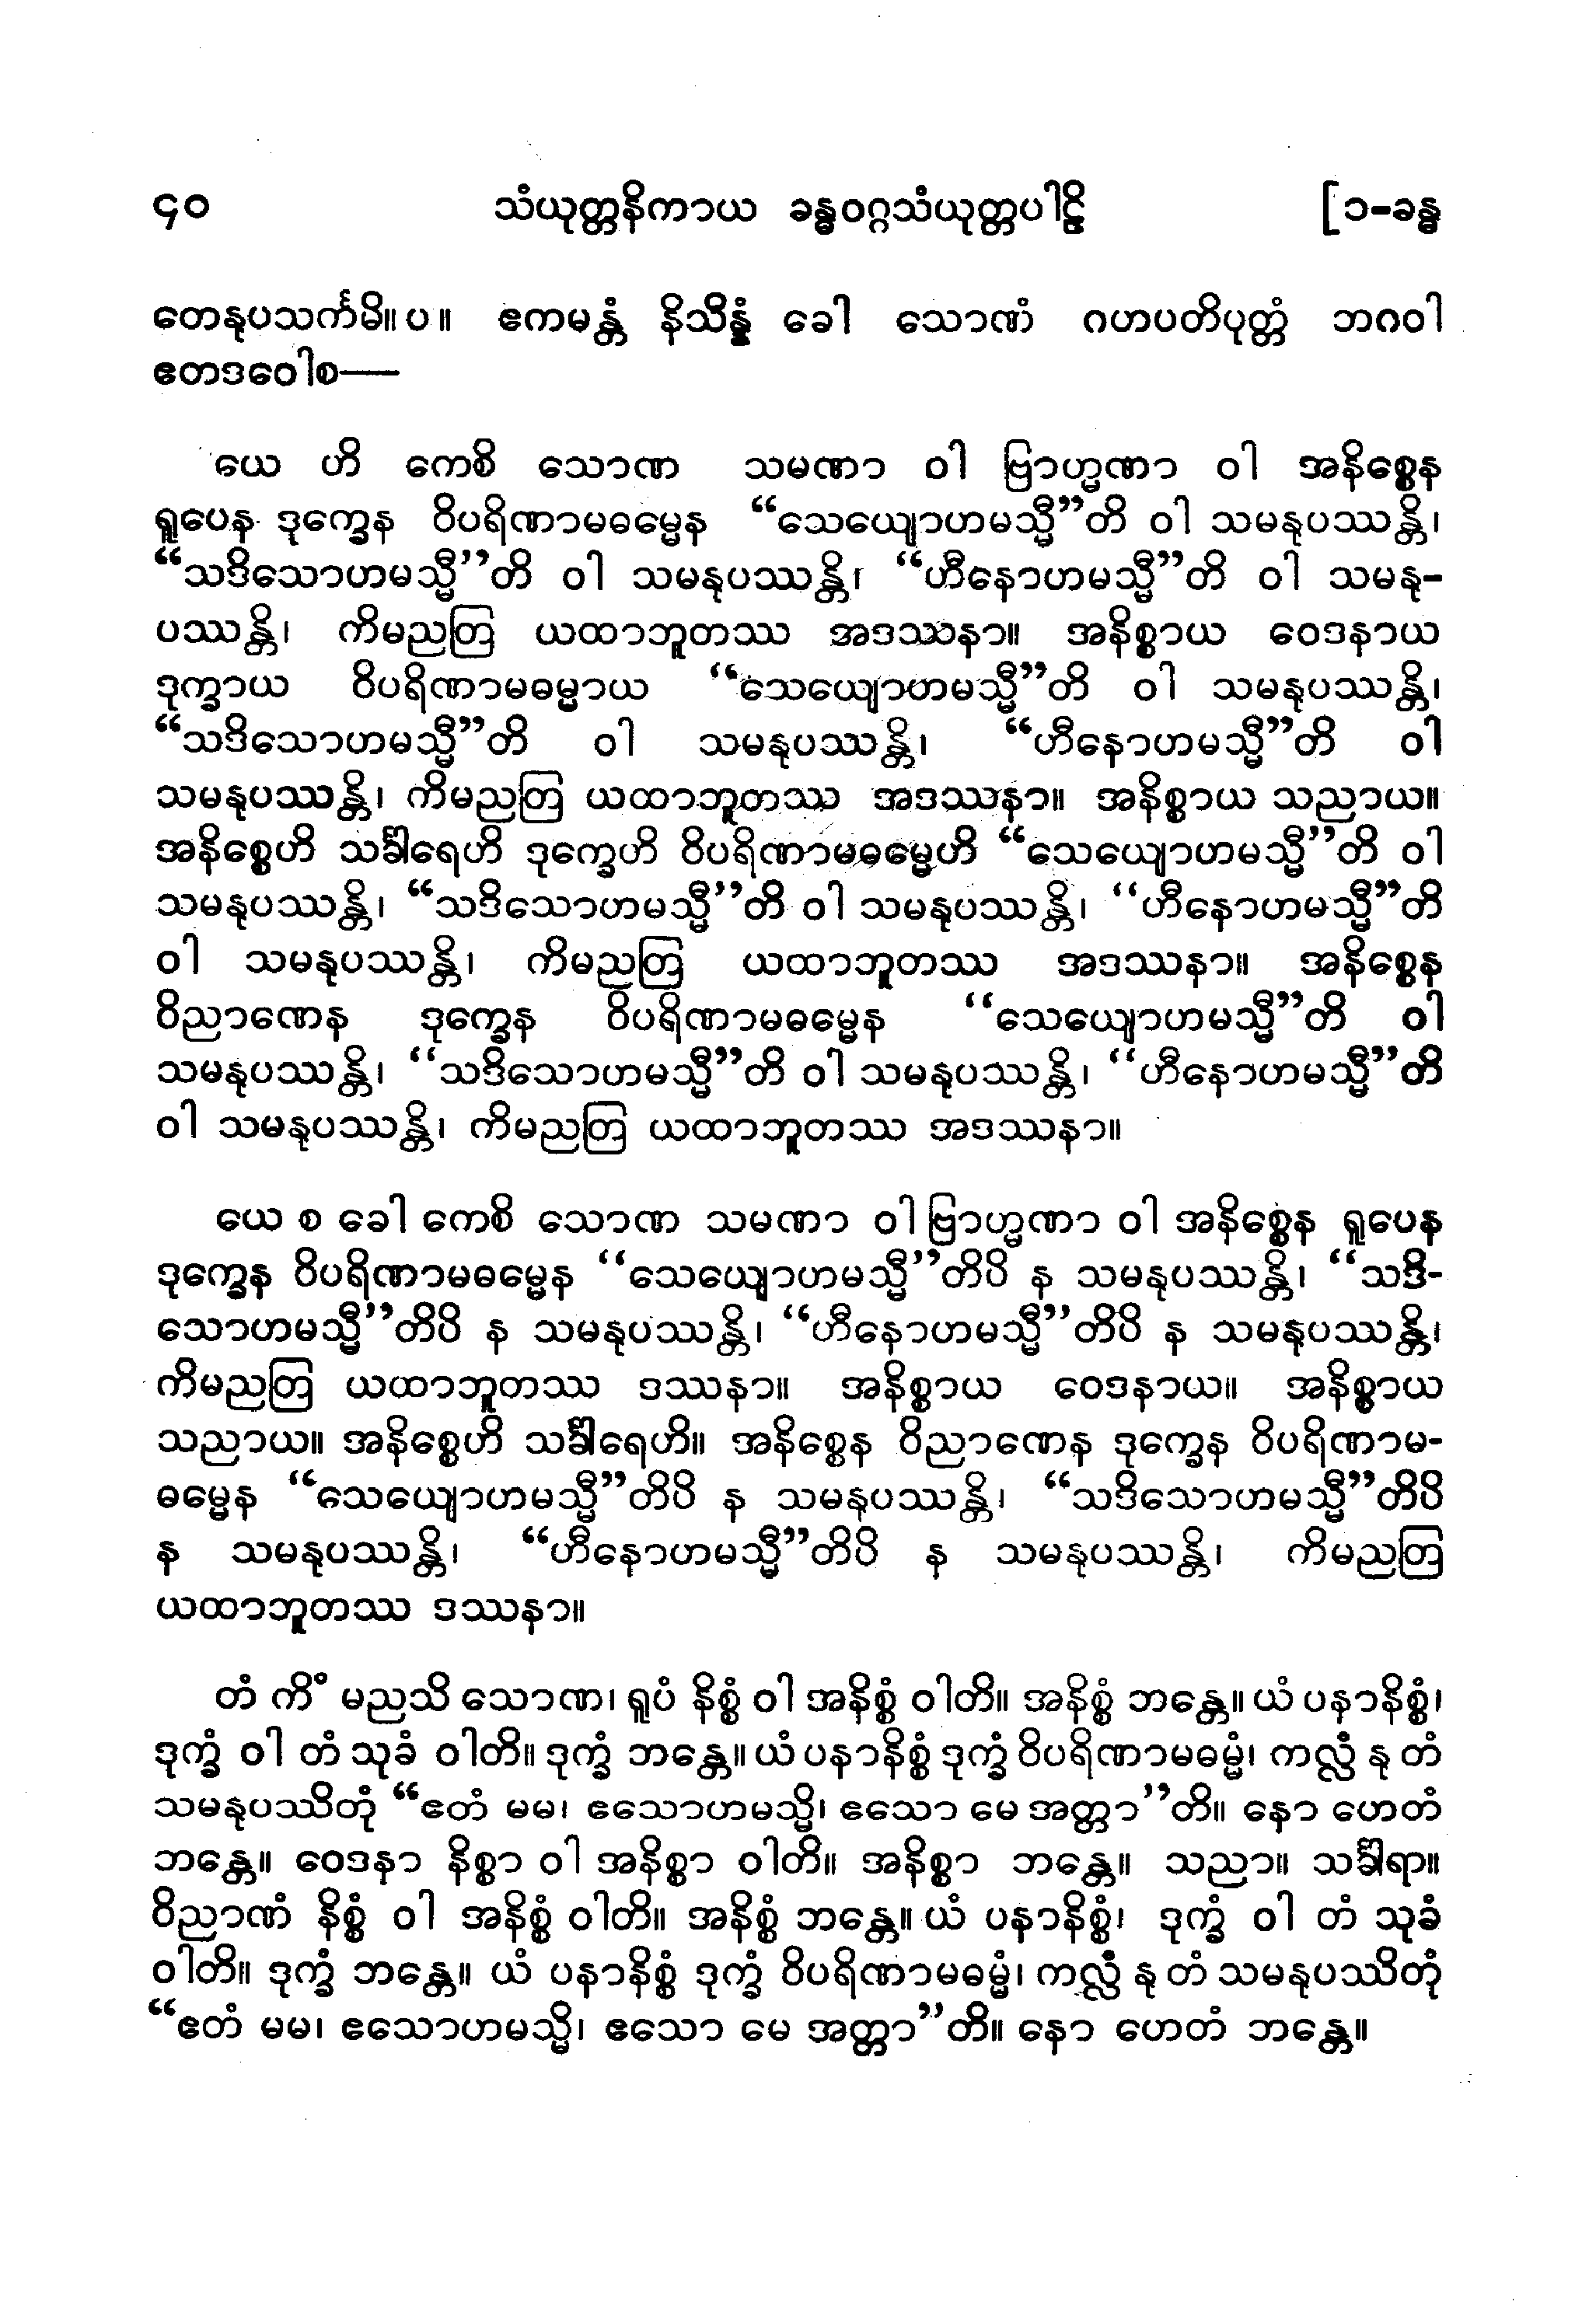 ၄၀ သံယုတ္တနိကာယ ခန္ဓဝဂ္ဂသံယုတ္တပါဠိ [၁-ခန္ဓ
တေနုပသင်္ကမိ။ ပ ။ ဧကမန္တံ နိသိန္နံ ခေါ သောဏံ ဂဟပတိပုတ္တံ ဘဂဝါ
ဧတဒဝေါစ—
ယေ ဟိ ကေစိ သောဏ သမဏာ ဝါ ဗြာဟ္မဏာ ဝါ အနိစ္စေန
ရူပေန ဒုက္ခေန ဝိပရိဏာမဓမ္မေန “သေယျောဟမသ္မီ”တိ ဝါ သမနုပဿန္တိ၊
“သဒိသောဟမသ္မီ”တိ ဝါ သမနုပဿန္တိ၊ “ဟီနောဟမသ္မီ”တိ ဝါ သမနု-
ပဿန္တိ၊ ကိမညတြ ယထာဘူတဿ အဒဿနာ။ အနိစ္စာယ ဝေဒနာယ
ဒုက္ခာယ ဝိပရိဏာမဓမ္မာယ “သေယျောဟမသ္မီ”တိ ဝါ သမနုပဿန္တိ၊
“သဒိသောဟမသ္မီ”တိ ဝါ သမနုပဿန္တိ၊ “ဟီနောဟမသ္မီ”တိ ဝါ
သမနုပဿန္တိ၊ ကိမညတြ ယထာဘူတဿ အဒဿနာ။ အနိစ္စာယ သညာယ။
အနိစ္စေဟိ သင်္ခါရေဟိ ဒုက္ခေဟိ ဝိပရိဏာမဓမ္မေဟိ “သေယျောဟမသ္မီ”တိ ဝါ
သမနုပဿန္တိ၊ “သဒိသောဟမသ္မီ”တိ ဝါ သမနုပဿန္တိ၊ “ဟီနောဟမသ္မီ”တိ
ဝါ သမနုပဿန္တိ၊ ကိမညတြ ယထာဘူတဿ အဒဿနာ။ အနိစ္စေန
ဝိညာဏေန ဒုက္ခေန ဝိပရိဏာမဓမ္မေန “သေယျောဟမသ္မီ”တိ ဝါ
သမနုပဿန္တိ၊ “သဒိသောဟမသ္မီ”တိ ဝါ သမနုပဿန္တိ၊ “ဟီနောဟမသ္မီ”တိ
ဝါ သမနုပဿန္တိ၊ ကိမညတြ ယထာဘူတဿ အဒဿနာ။
ယေ စ ခေါ ကေစိ သောဏ သမဏာ ဝါ ဗြာဟ္မဏာ ဝါ အနိစ္စေန ရူပေန
ဒုက္ခေန ဝိပရိဏာမဓမ္မေန “သေယျောဟမသ္မီ”တိပိ န သမနုပဿန္တိ၊ “သဒိ-
သောဟမသ္မီ”တိပိ န သမနုပဿန္တိ၊ “ဟီနောဟမသ္မီ”တိပိ န သမနုပဿန္တိ၊
ကိမညတြ ယထာဘူတဿ ဒဿနာ။ အနိစ္စာယ ဝေဒနာယ။ အနိစ္စာယ
သညာယ။ အနိစ္စေဟိ သင်္ခါရေဟိ။ အနိစ္စေန ဝိညာဏေန ဒုက္ခေန ဝိပရိဏာမ-
ဓမ္မေန “သေယျောဟမသ္မီ”တိပိ န သမနုပဿန္တိ၊ “သဒိသောဟမသ္မီ”တိပိ
န သမနုပဿန္တိ၊ “ဟီနောဟမသ္မီ”တိပိ န သမနုပဿန္တိ၊ ကိမညတြ
ယထာဘူတဿ ဒဿနာ။
တံ ကိံ မညသိ သောဏ၊ ရူပံ နိစ္စံ ဝါ အနိစ္စံ ဝါတိ။ အနိစ္စံ ဘန္တေ။ ယံ ပနာနိစ္စံ၊
ဒုက္ခံ ဝါ တံ သုခံ ဝါတိ။ ဒုက္ခံ ဘန္တေ။ ယံ ပနာနိစ္စံ ဒုက္ခံ ဝိပရိဏာမဓမ္မံ၊ ကလ္လံ နု တံ
သမနုပဿိတုံ “ဧတံ မမ၊ ဧသောဟမသ္မိ၊ ဧသော မေ အတ္တာ”တိ။ နော ဟေတံ
ဘန္တေ။ ဝေဒနာ နိစ္စာ ဝါ အနိစ္စာ ဝါတိ။ အနိစ္စာ ဘန္တေ။ သညာ။ သင်္ခါရာ။
ဝိညာဏံ နိစ္စံ ဝါ အနိစ္စံ ဝါတိ။ အနိစ္စံ ဘန္တေ။ ယံ ပနာနိစ္စံ၊ ဒုက္ခံ ဝါ တံ သုခံ
ဝါတိ။ ဒုက္ခံ ဘန္တေ။ ယံ ပနာနိစ္စံ ဒုက္ခံ ဝိပရိဏာမဓမ္မံ၊ ကလ္လံ နု တံ သမနုပဿိတုံ
“ဧတံ မမ၊ ဧသောဟမသ္မိ၊ ဧသော မေ အတ္တာ”တိ။ နော ဟေတံ ဘန္တေ။